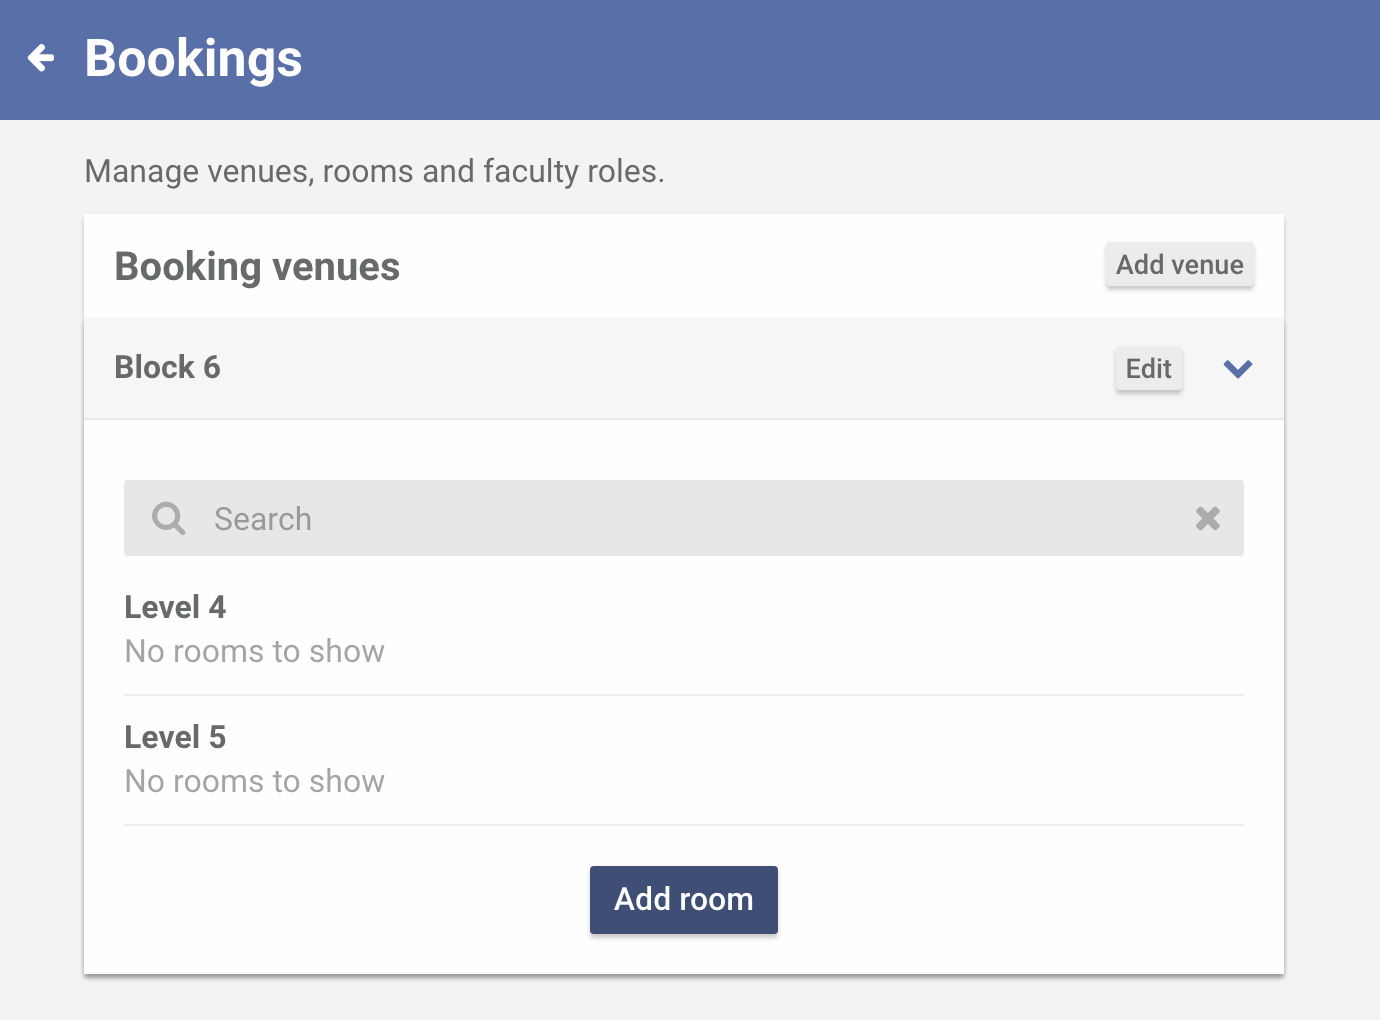 Bookings
Manage venues, rooms and faculty roles.
Booking venues
Add venue
Block 6
Edit
Search
Level 4
No rooms to show
Level 5
No rooms to show
Add room